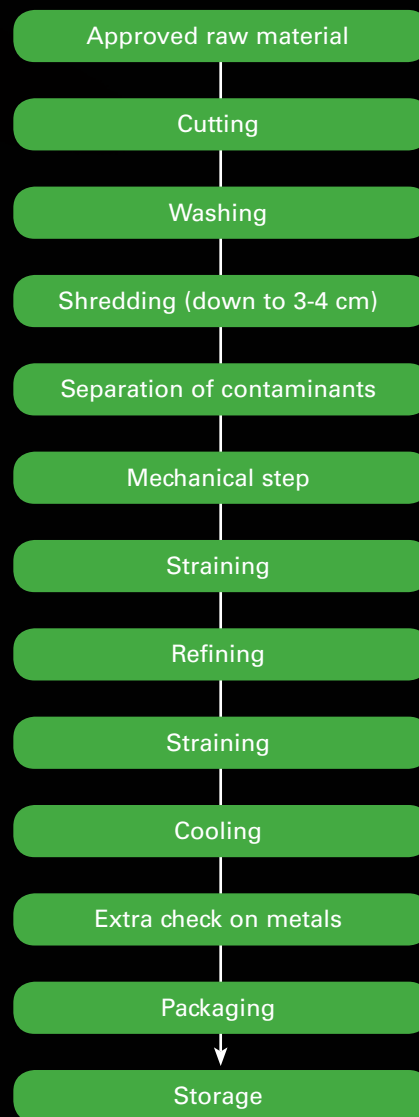 Approved raw material
Cutting
Washing
Shredding (down to 3-4 cm)
Separation of contaminants
Mechanical step
Straining
Refining
Straining
Cooling
Extra check on metals
Packaging
Storage